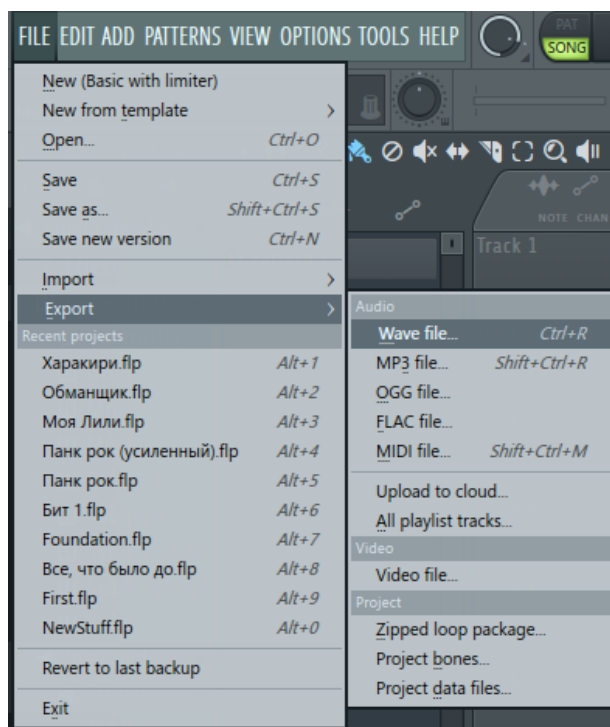 FILE EDIT ADD PATTERNS VIEW OPTIONS TOOLS HELP
PAT
SONG
New (Basic with limiter)
New from template
Open... Ctrl+O
Save Ctrl+S
Save as... Shift+Ctrl+S
Save new version Ctrl+N
Import
Export
Recent projects
Харакири.flp Alt+1
Обманщик.flp Alt+2
Моя Лили.flp Alt+3
Панк рок (усиленный).flp Alt+4
Панк рок.flp Alt+5
Бит 1.flp Alt+6
Foundation.flp Alt+7
Все, что было до.flp Alt+8
First.flp Alt+9
NewStuff.flp Alt+0
Revert to last backup
Exit
NOTE CHAN
Track 1
Audio
Wave file... Ctrl+R
MP3 file... Shift+Ctrl+R
OGG file...
FLAC file...
MIDI file... Shift+Ctrl+M
Upload to cloud...
All playlist tracks...
Video
Video file...
Project
Zipped loop package...
Project bones...
Project data files...